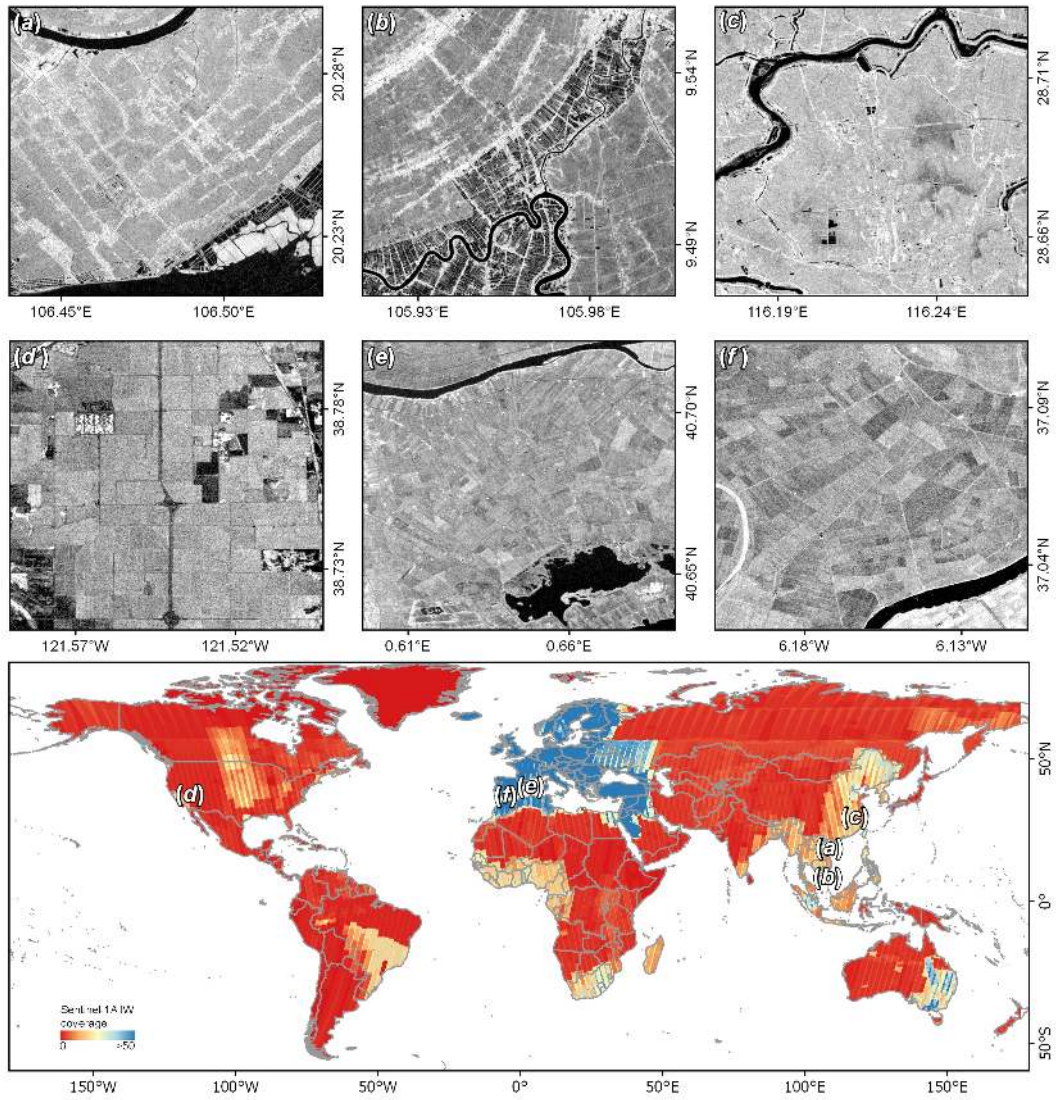 (a)
(b)
(c)
20.28°N
20.23°N
9.54°N
9.49°N
28.71°N
28.66°N
106.45°E 106.50°E
105.93°E 105.98°E
116.19°E 116.24°E
(d)
(e)
(f)
38.78°N
38.73°N
40.70°N
40.65°N
37.09°N
37.04°N
121.57°W 121.52°W
0.61°E 0.66°E
6.18°W 6.13°W
50°N
(d)
(f) (e)
(c)
(a)
(b)
0°
Sentinel-1A IW
coverage
0 >50
50°S
150°W 100°W 50°W 0° 50°E 100°E 150°E